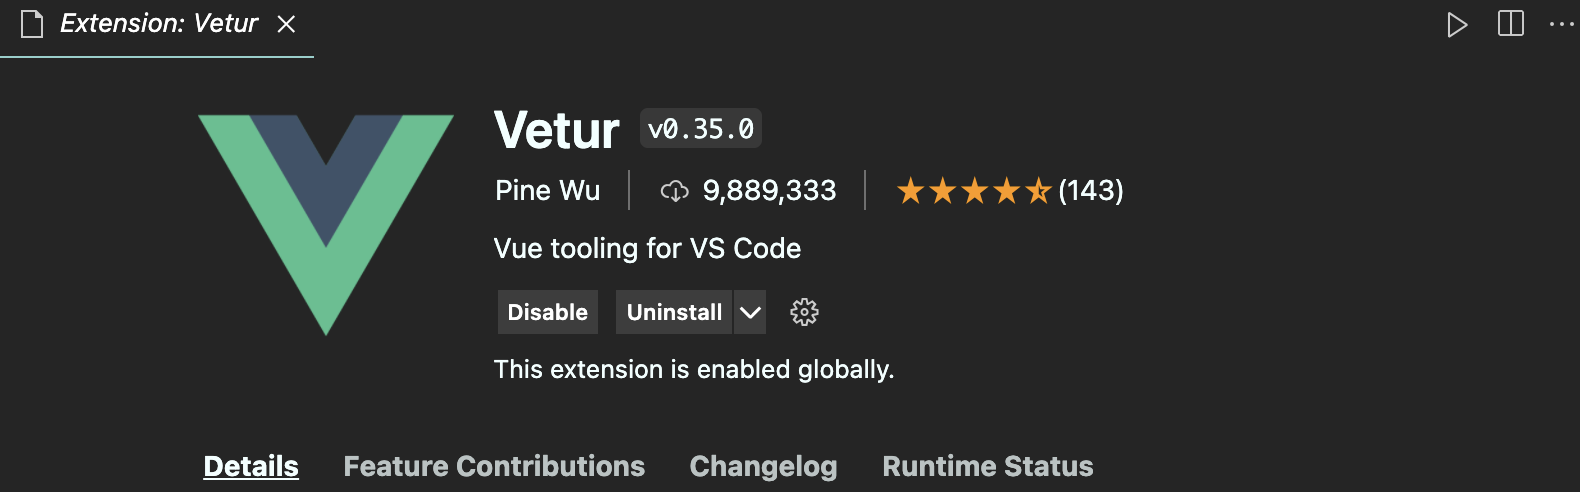 Extension: Vetur
Vetur v0.35.0
Pine Wu 9,889,333 (143)
Vue tooling for VS Code
Disable Uninstall
This extension is enabled globally.
Details Feature Contributions Changelog Runtime Status